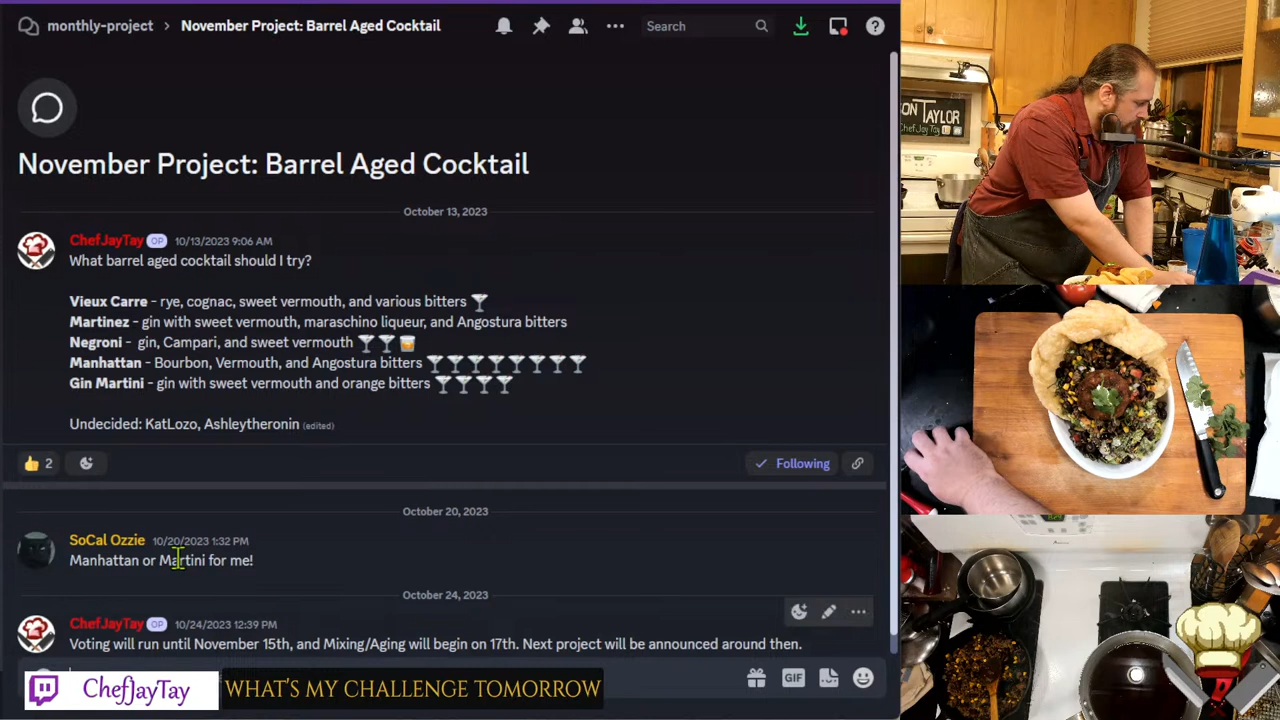 monthly-project > November Project: Barrel Aged Cocktail
Search
November Project: Barrel Aged Cocktail
October 13, 2023
ChefJayTay OP 10/13/2023 9:06 AM
What barrel aged cocktail should I try?
Vieux Carre - rye, cognac, sweet vermouth, and various bitters
Martinez - gin with sweet vermouth, maraschino liqueur, and Angostura bitters
Negroni - gin, Campari, and sweet vermouth
Manhattan - Bourbon, Vermouth, and Angostura bitters
Gin Martini - gin with sweet vermouth and orange bitters
Undecided: KatLozo, Ashleytheronin (edited)
2
Following
October 20, 2023
SoCal Ozzie 10/20/2023 1:32 PM
Manhattan or Martini for me!
October 24, 2023
ChefJayTay OP 10/24/2023 12:39 PM
Voting will run until November 15th, and Mixing/Aging will begin on 17th. Next project will be announced around then.
GIF
ChefJayTay
WHAT'S MY CHALLENGE TOMORROW
ON TAYLOR
ChefJayTay